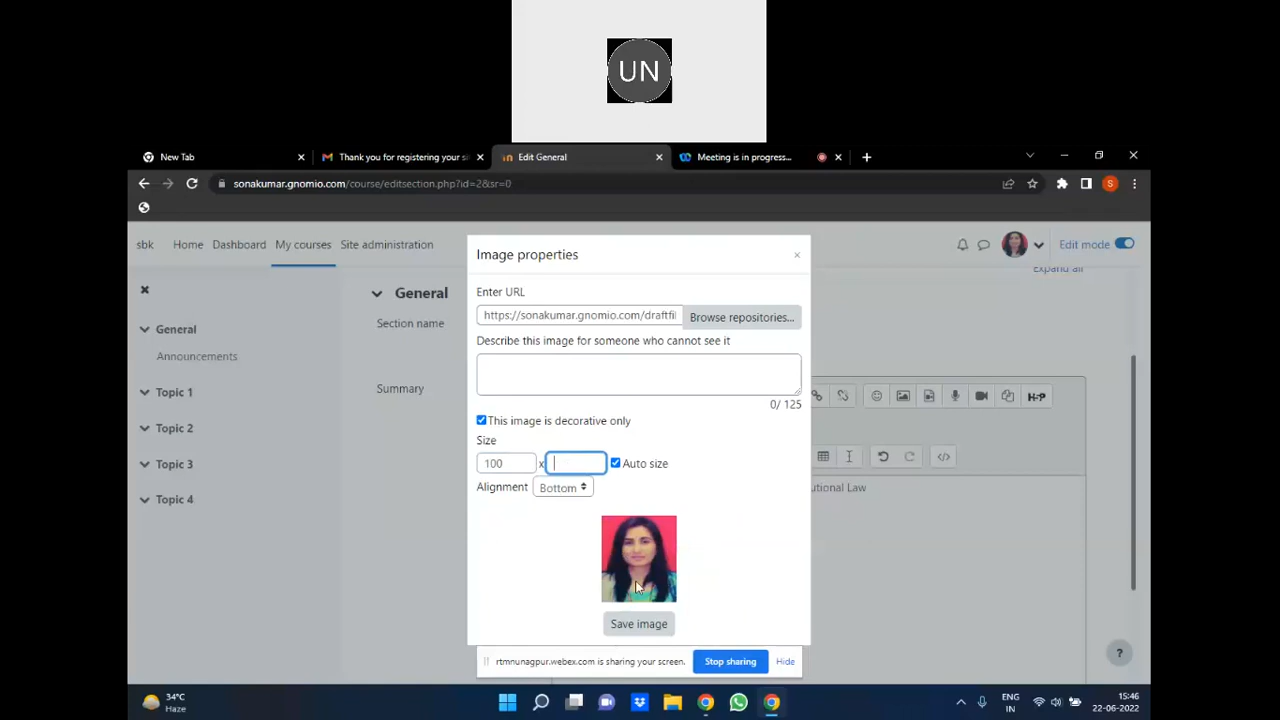 UN
New Tab
Thank you for registering your si
Edit General
Meeting is in progress...
sonakumar.gnomio.com/course/editsection.php?id=2&sr=0
S
sbk
Home
Dashboard
My courses
Site administration
Edit mode
Expand all
General
Announcements
Topic 1
Topic 2
Topic 3
Topic 4
General
Section name
Summary
H-P
utional Law
Image properties
Enter URL
https://sonakumar.gnomio.com/draftfi
Browse repositories...
Describe this image for someone who cannot see it
0/ 125
This image is decorative only
Size
100 x
Auto size
Alignment
Bottom
Save image
rtmnunagpur.webex.com is sharing your screen.
Stop sharing
Hide
?
34°C
Haze
ENG
IN
15:46
22-06-2022